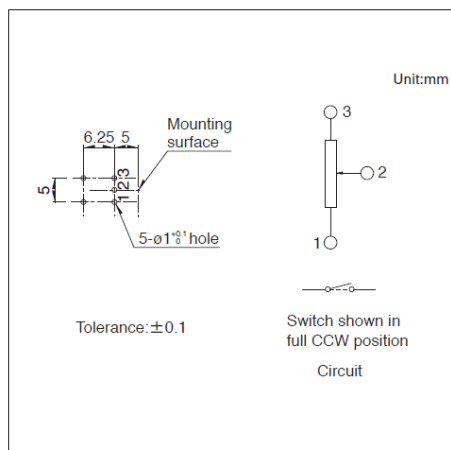 Unit:mm
3
2
1
6.25 5
Mounting
surface
5
1 2 3
5-ø1 +0.1 0 hole
Tolerance:±0.1
Switch shown in
full CCW position
Circuit